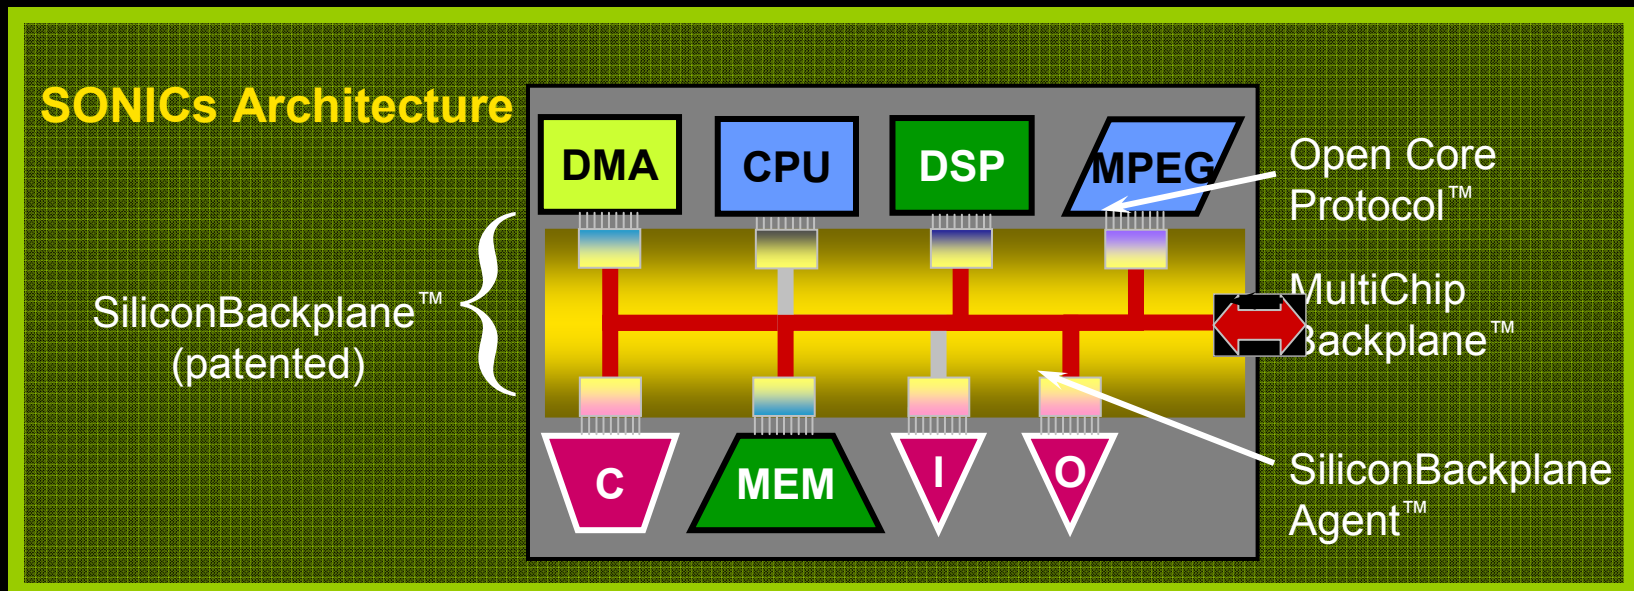 SONICs Architecture
DMA
CPU
DSP
MPEG
Open Core
Protocol™
SiliconBackplane™
(patented)
MultiChip
Backplane™
C
MEM
I
O
SiliconBackplane
Agent™